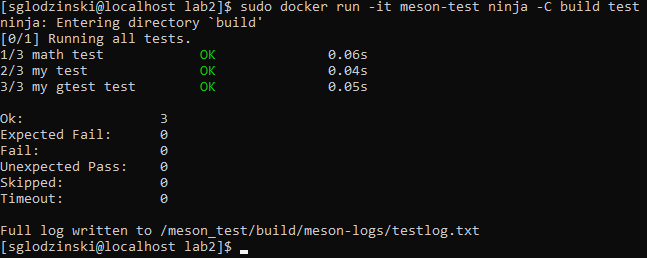 [sglodzinski@localhost lab2]$ sudo docker run -it meson-test ninja -C build test
ninja: Entering directory `build'
[0/1] Running all tests.
1/3 math test OK 0.06s
2/3 my test OK 0.04s
3/3 my gtest test OK 0.05s
Ok: 3
Expected Fail: 0
Fail: 0
Unexpected Pass: 0
Skipped: 0
Timeout: 0
Full log written to /meson_test/build/meson-logs/testlog.txt
[sglodzinski@localhost lab2]$